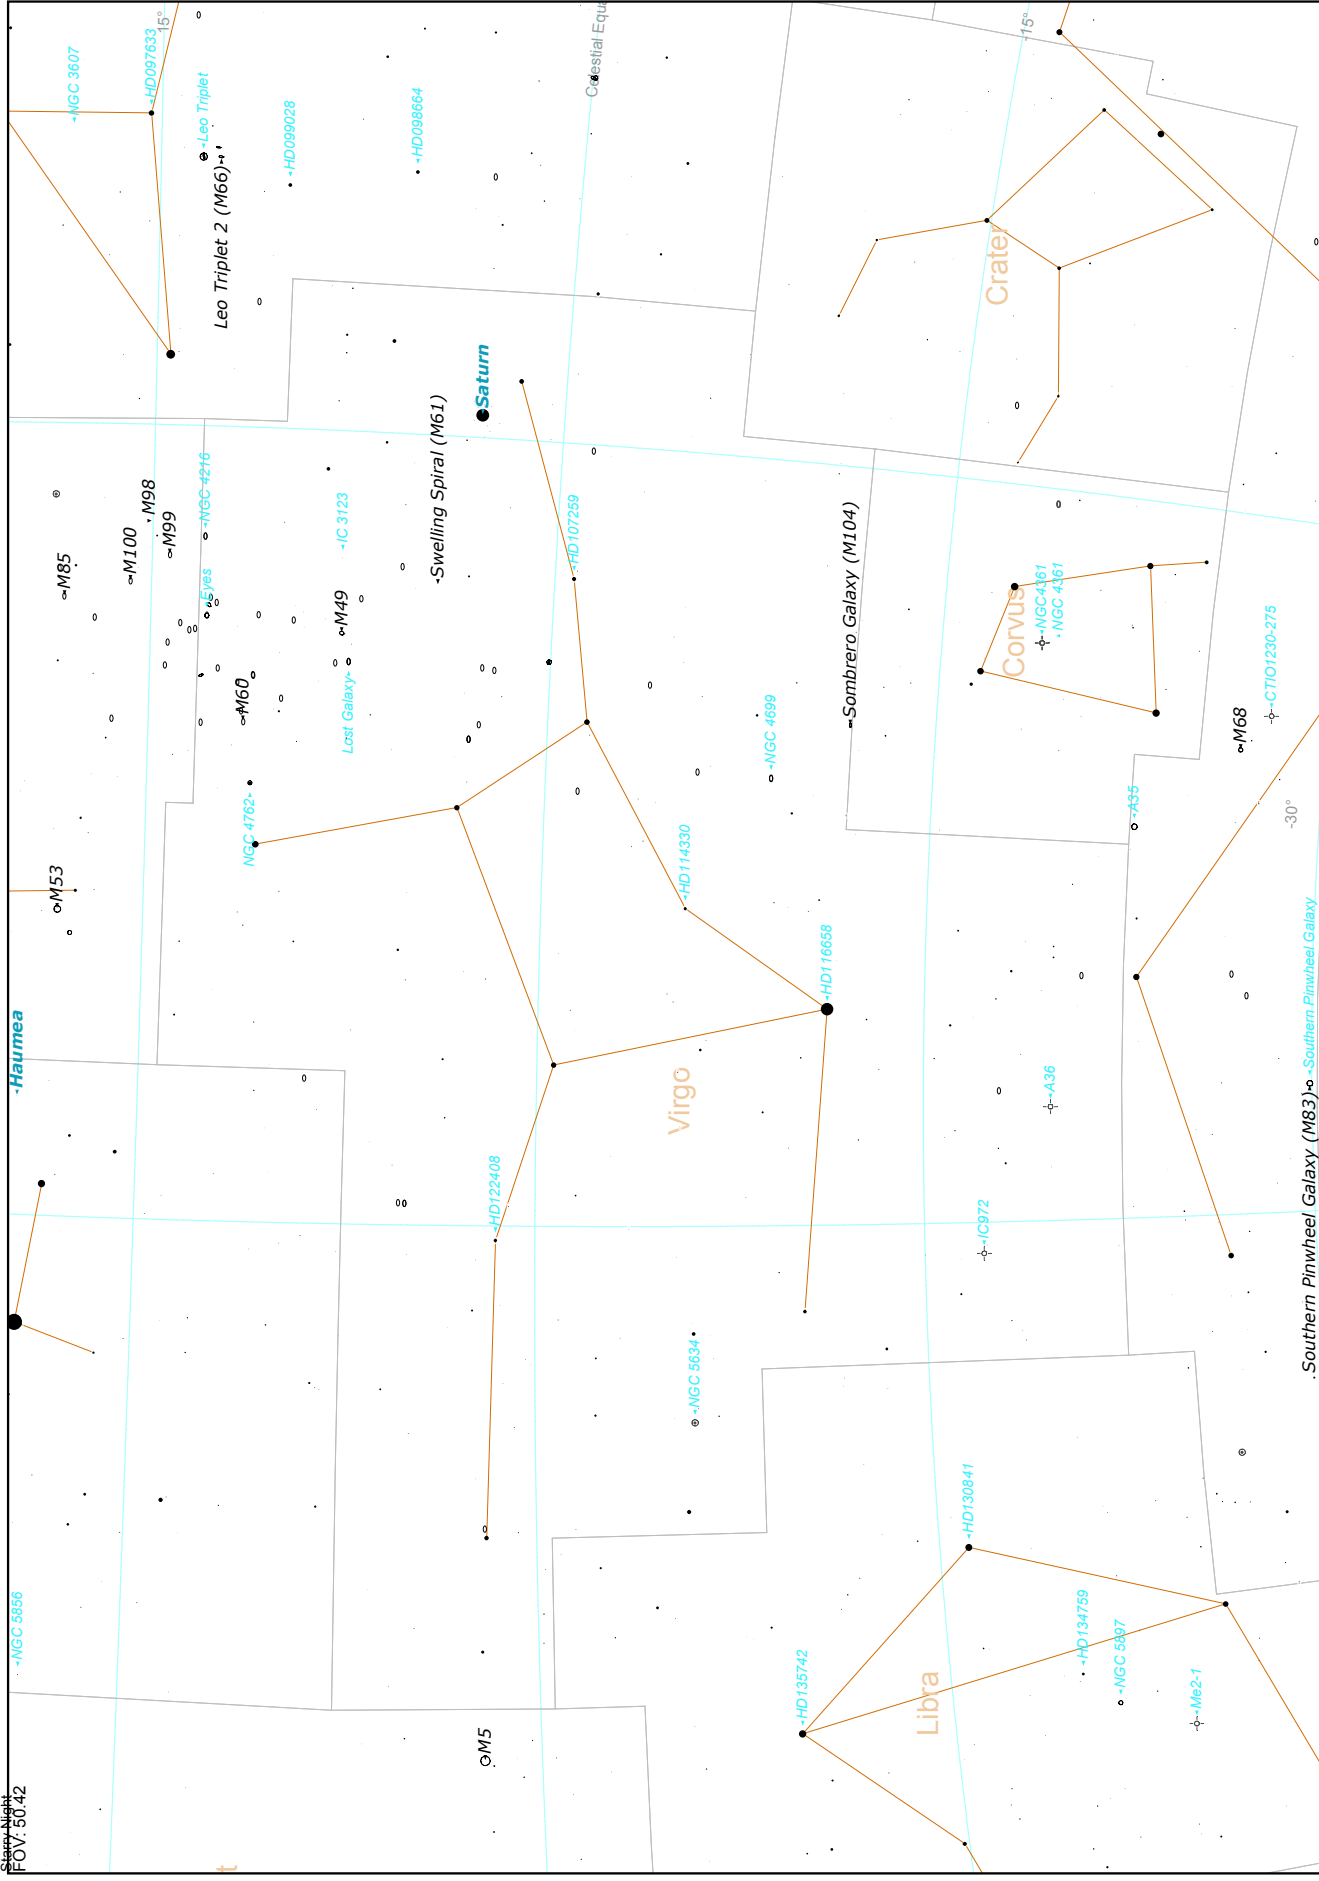 NGC 3607
HD097633
15°
Leo Triplet
Leo Triplet 2 (M66)
HD099028
HD098664
Celestial Equa
-15°
Crater
Saturn
Swelling Spiral (M61)
M85
M100
M98
M99
NGC 4216
Eyes
IC 3123
M49
Lost Galaxy
M60
NGC 4762
HD107259
Sombrero Galaxy (M104)
NGC 4699
Corvus
NGC4361
NGC 4361
CTIO1230-275
M68
A35
-30°
M53
HD114330
HD116658
Haumea
Virgo
A36
Southern Pinwheel Galaxy
Southern Pinwheel Galaxy (M83)
HD122408
IC972
NGC 5634
HD130841
NGC 5856
HD135742
HD134759
NGC 5897
Libra
Me2-1
M5
t
Starry Night
FOV: 50.42